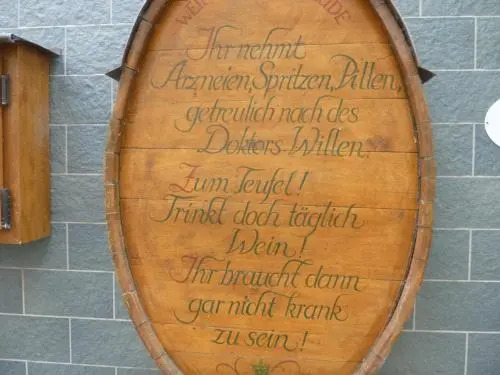 Ihr nehmt
Arzneien, Spritzen, Pillen,
getreulich nach des
Doktors Willen.
Zum Teufel!
Trinkt doch täglich
Wein!
Ihr braucht dann
gar nicht krank
zu sein!